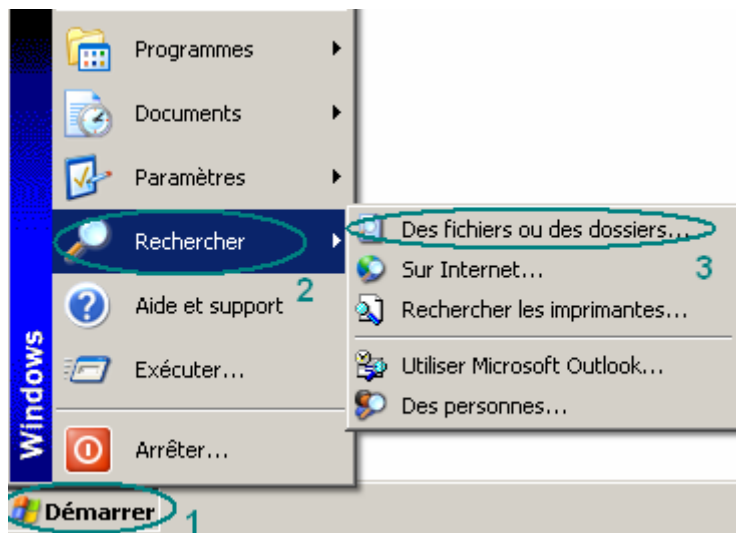 Programmes
Documents
Paramètres
Rechercher
2
Aide et support
Exécuter...
Arrêter...
Windows
Des fichiers ou des dossiers...
3
Sur Internet...
Rechercher les imprimantes...
Utiliser Microsoft Outlook...
Des personnes...
Démarrer
1